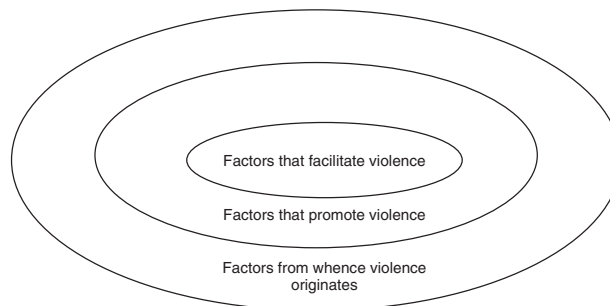 Factors that facilitate violence
Factors that promote violence
Factors from whence violence
originates